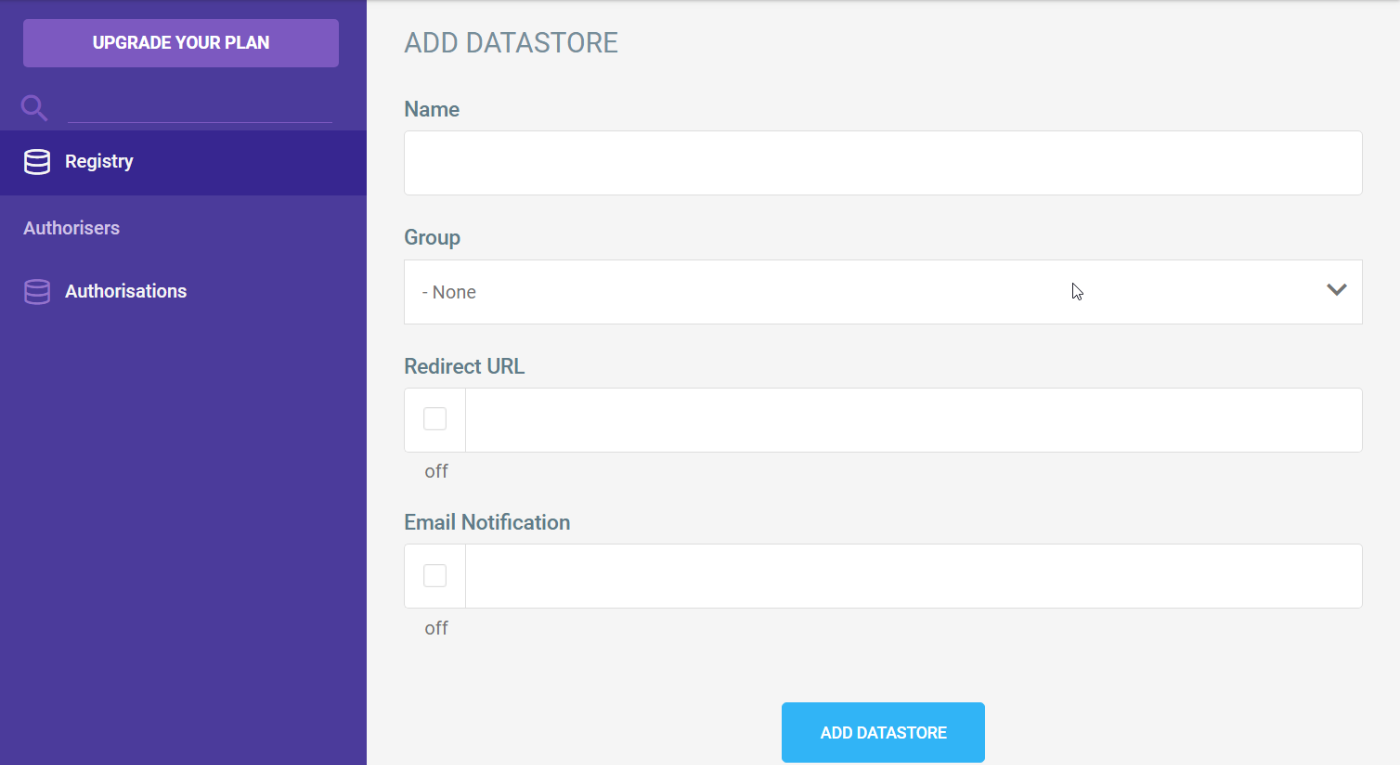 UPGRADE YOUR PLAN
Registry
Authorisers
Authorisations
ADD DATASTORE
Name
Group
- None
Redirect URL
off
Email Notification
off
ADD DATASTORE